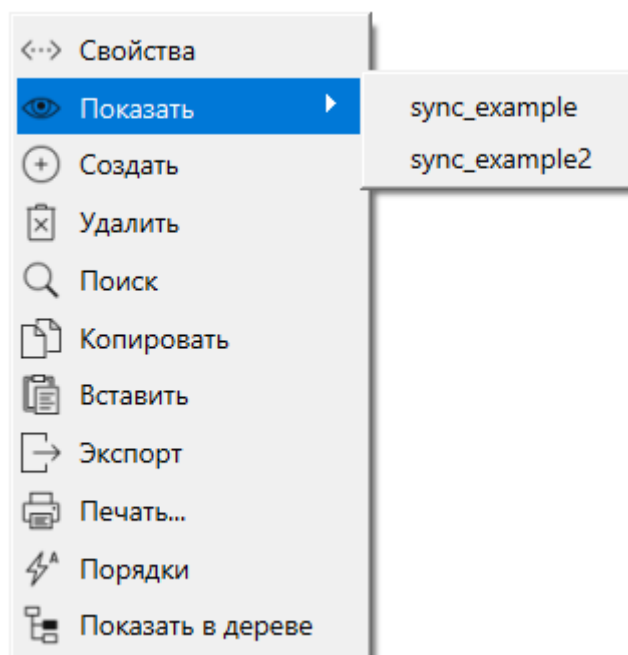 Свойства
Показать
sync_example
Создать
sync_example2
Удалить
Поиск
Копировать
Вставить
Экспорт
Печать...
Порядки
Показать в дереве